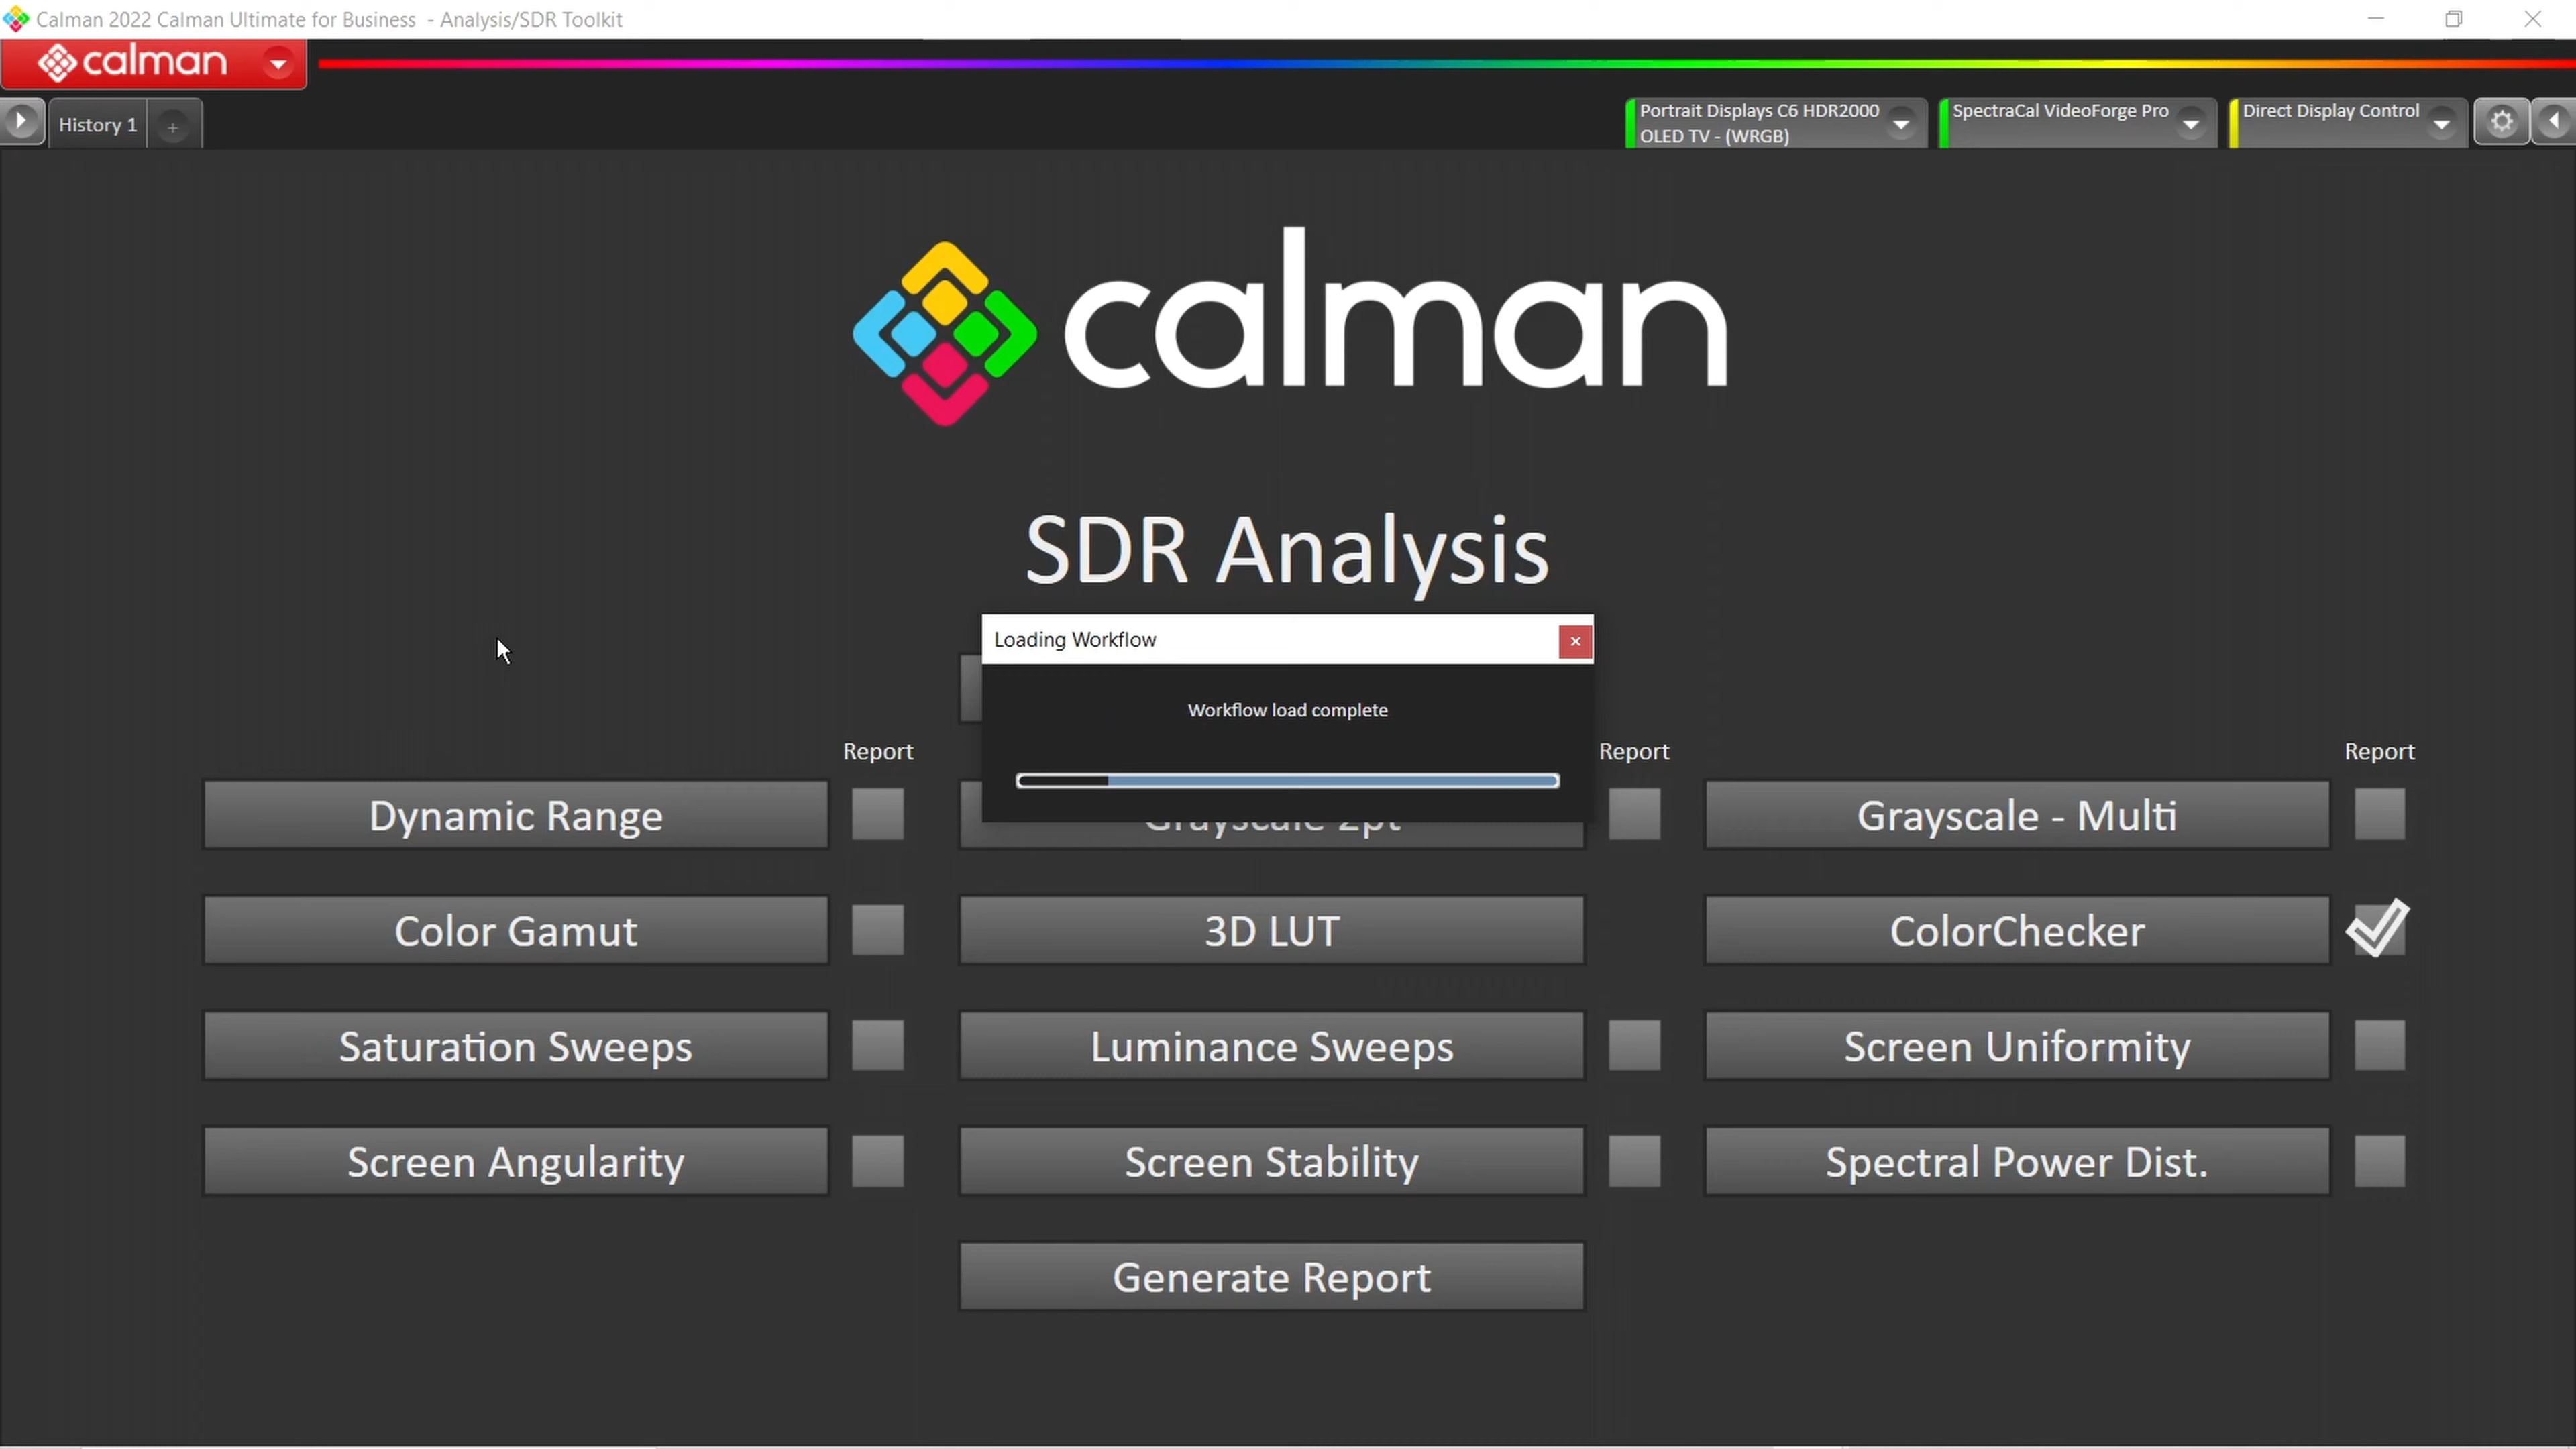 Calman 2022 Calman Ultimate for Business - Analysis/SDR Toolkit
calman
History 1
+
Portrait Displays C6 HDR2000
OLED TV - (WRGB)
SpectraCal VideoForge Pro
Direct Display Control
calman
SDR Analysis
Loading Workflow
Workflow load complete
Report
Report
Report
Dynamic Range
Grayscale 2pt
Grayscale - Multi
Color Gamut
3D LUT
ColorChecker
Saturation Sweeps
Luminance Sweeps
Screen Uniformity
Screen Angularity
Screen Stability
Spectral Power Dist.
Generate Report